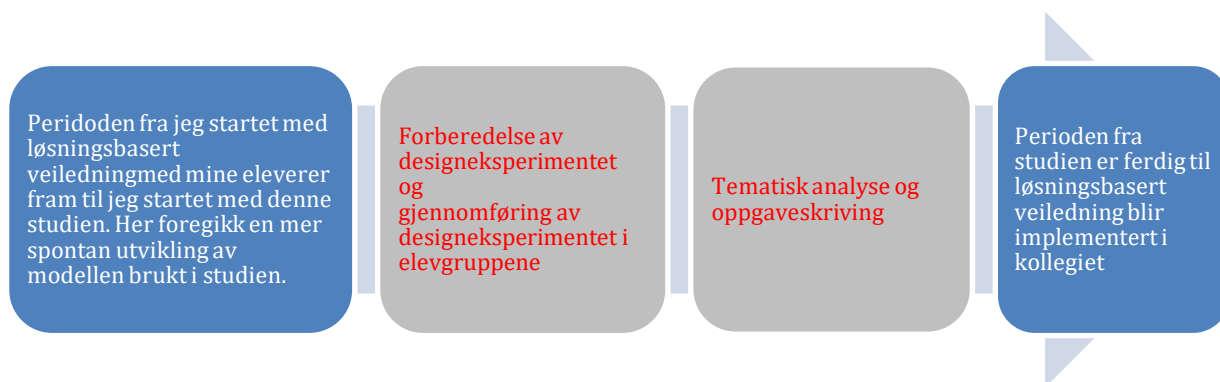 Peridoden fra jeg startet med
løsningsbasert
veiledningmed mine eleverer
fram til jeg startet med denne
studien. Her foregikk en mer
spontan utvikling av
modellen brukt i studien.
Forberedelse av
designeksperimentet
og
gjennomføring av
designeksperimentet i
elevgruppene
Tematisk analyse og
oppgaveskriving
Perioden fra
studien er ferdig til
løsningsbasert
veiledning blir
implementert i
kollegiet